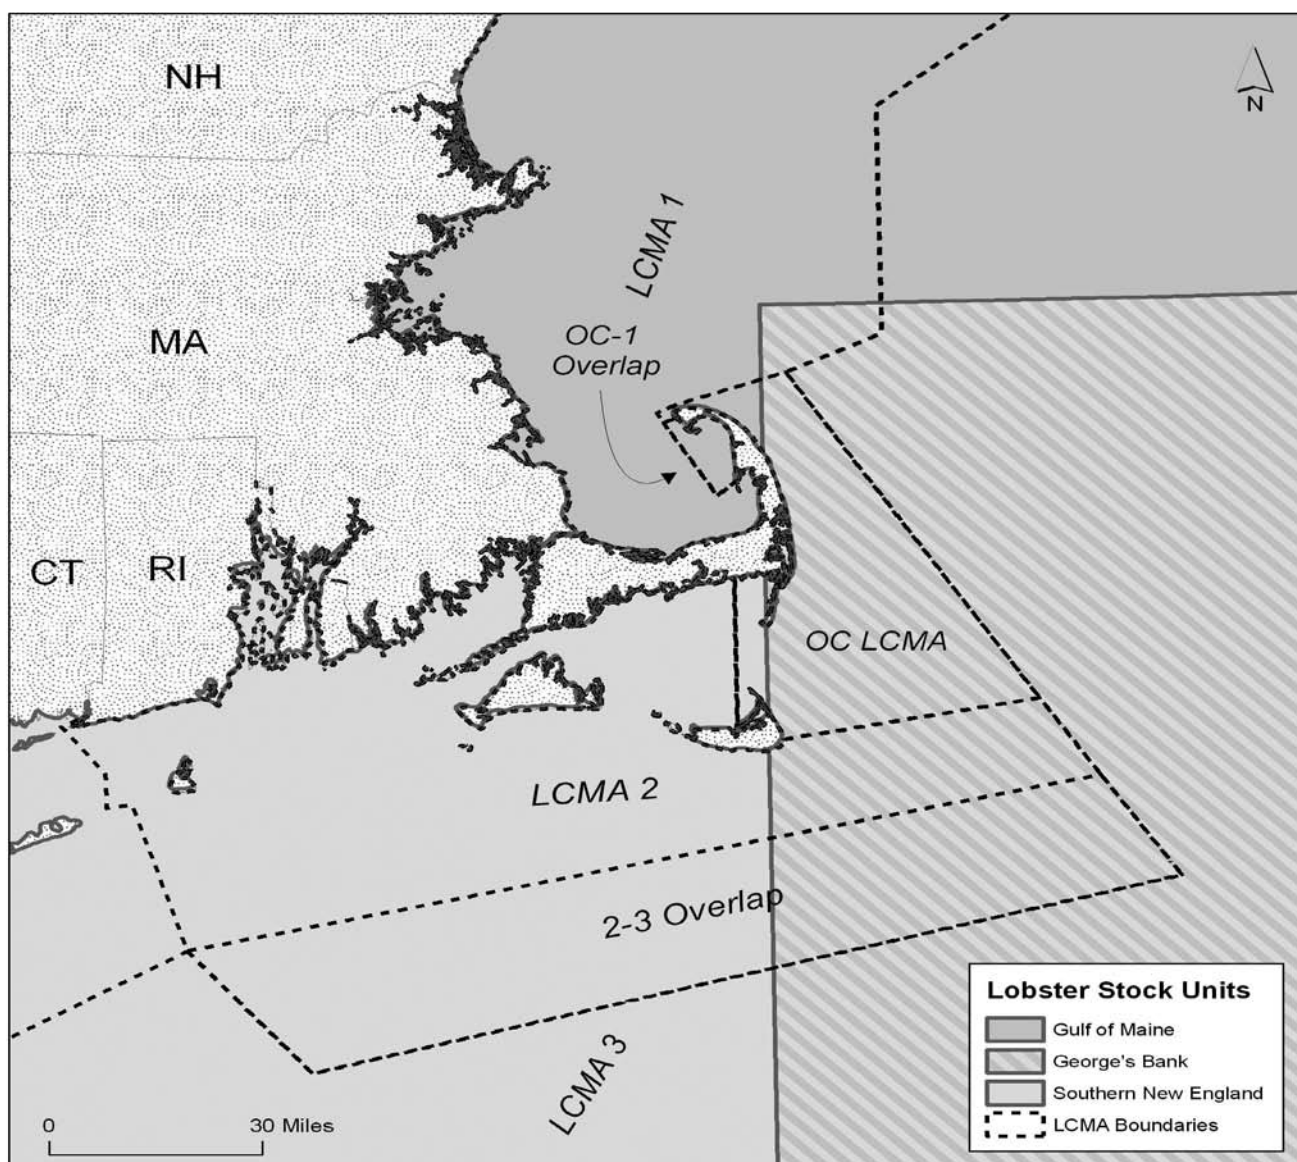 NH
N
LCMA 1
MA
OC-1
Overlap
CT
RI
OC LCMA
LCMA 2
2-3 Overlap
LCMA 3
Lobster Stock Units
Gulf of Maine
George's Bank
Southern New England
LCMA Boundaries
0
30 Miles